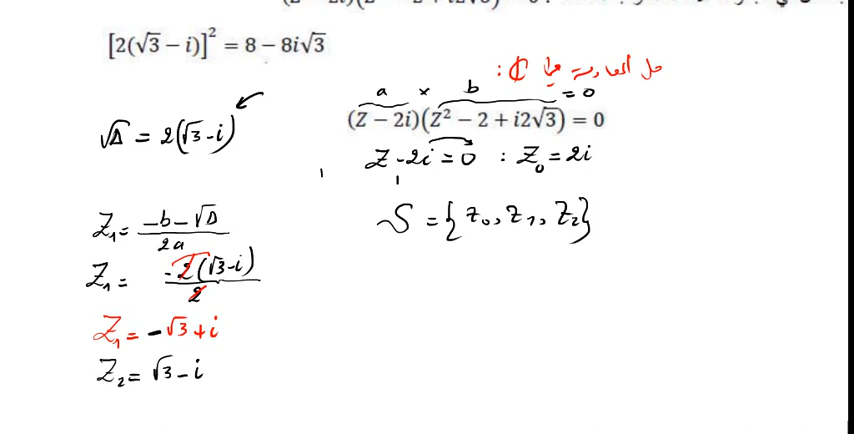 [2(√3 − i)]² = 8 − 8i√3
حل المعادلة في ℂ :
a × b = 0
(Z − 2i)(Z² − 2 + i2√3) = 0
√Δ = 2(√3-i)
Z-2i = 0 : Z₀ = 2i
S = {z₀, z₁, z₂}
Z₁ = (-b-√Δ)/2a
Z₁ = -2(√3-i)/2
Z₁ = -√3+i
Z₂ = √3-i